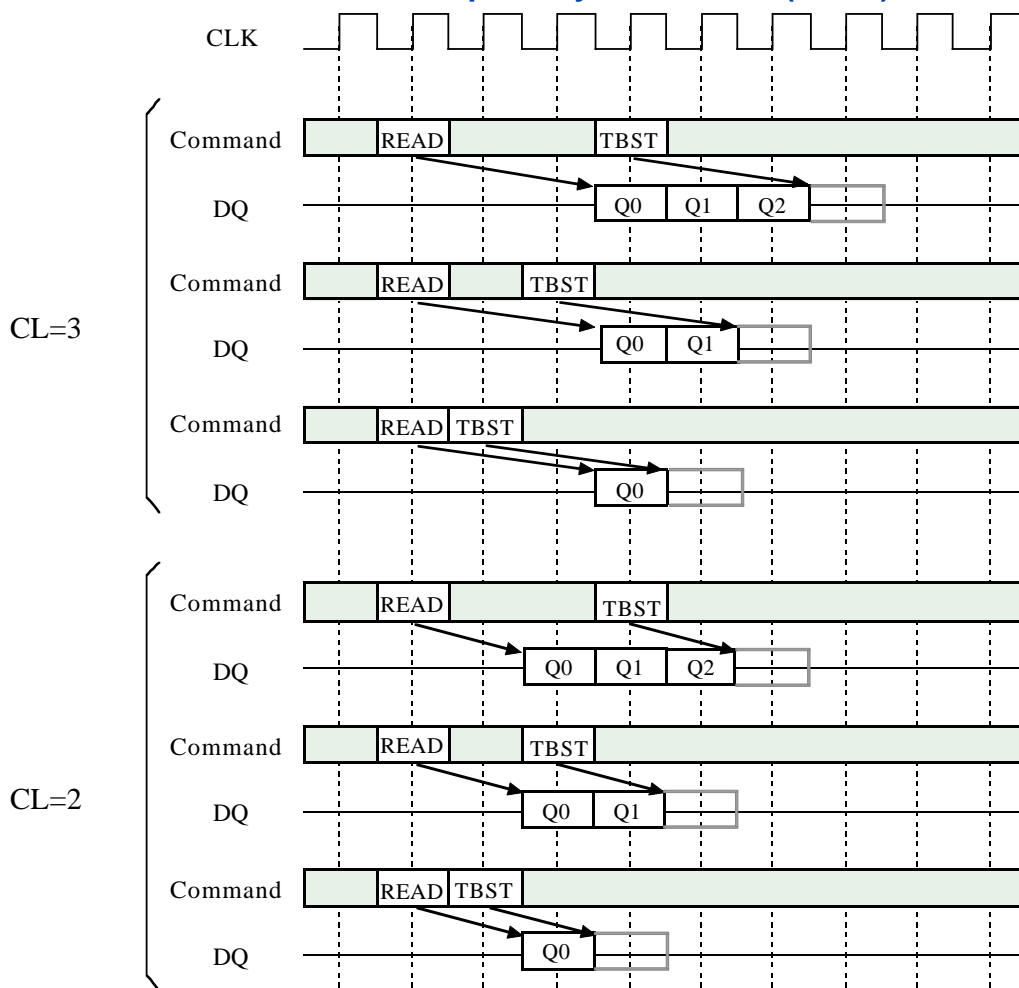 CLK
Command READ TBST
DQ Q0 Q1 Q2
Command READ TBST
CL=3
DQ Q0 Q1
Command READ TBST
DQ Q0
Command READ TBST
DQ Q0 Q1 Q2
Command READ TBST
CL=2
DQ Q0 Q1
Command READ TBST
DQ Q0